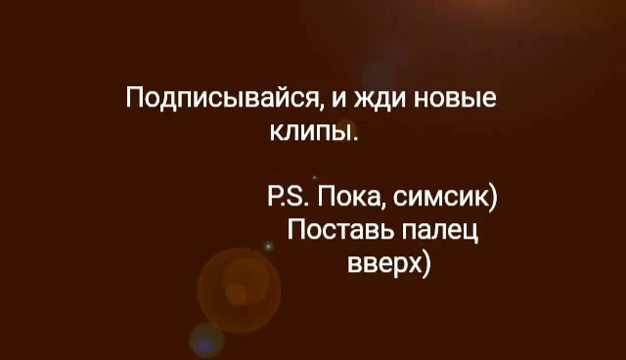 Подписывайся, и жди новые
клипы.
P.S. Пока, симсик)
Поставь палец
вверх)